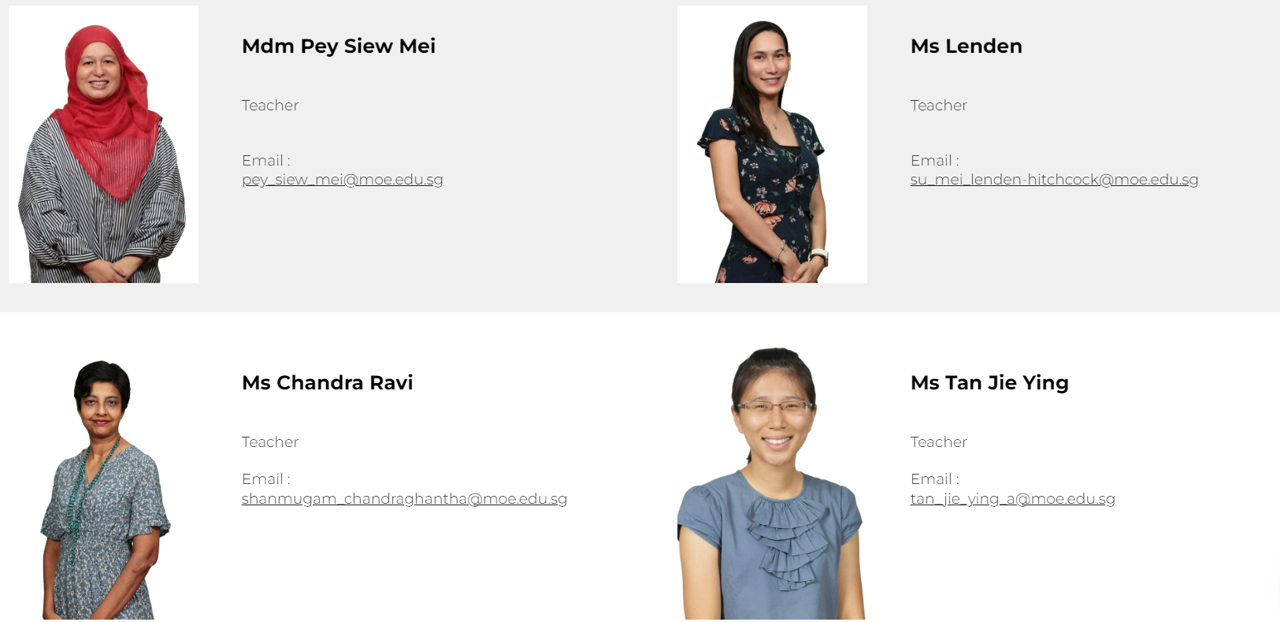 Mdm Pey Siew Mei
Teacher
Email :
pey_siew_mei@moe.edu.sg
Ms Lenden
Teacher
Email :
su_mei_lenden-hitchcock@moe.edu.sg
Ms Chandra Ravi
Teacher
Email :
shanmugam_chandraghantha@moe.edu.sg
Ms Tan Jie Ying
Teacher
Email :
tan_jie_ying_a@moe.edu.sg